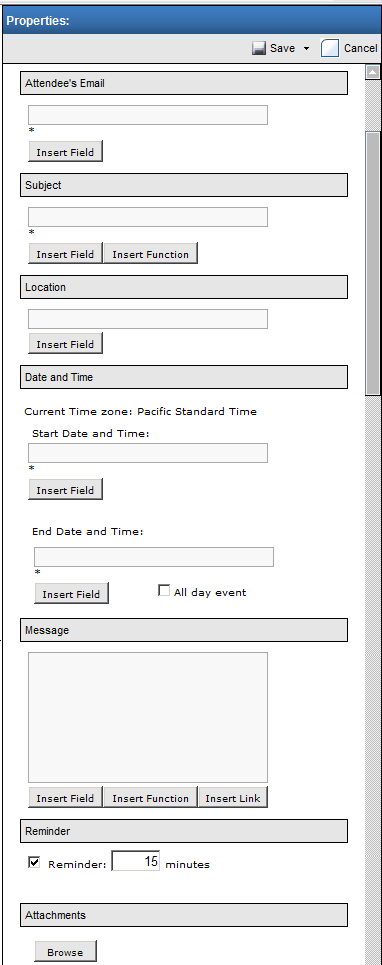 Properties:
Save Cancel
Attendee's Email
*
Insert Field
Subject
*
Insert Field Insert Function
Location
Insert Field
Date and Time
Current Time zone: Pacific Standard Time
Start Date and Time:
*
Insert Field
End Date and Time:
*
Insert Field All day event
Message
Insert Field Insert Function Insert Link
Reminder
Reminder: 15 minutes
Attachments
Browse